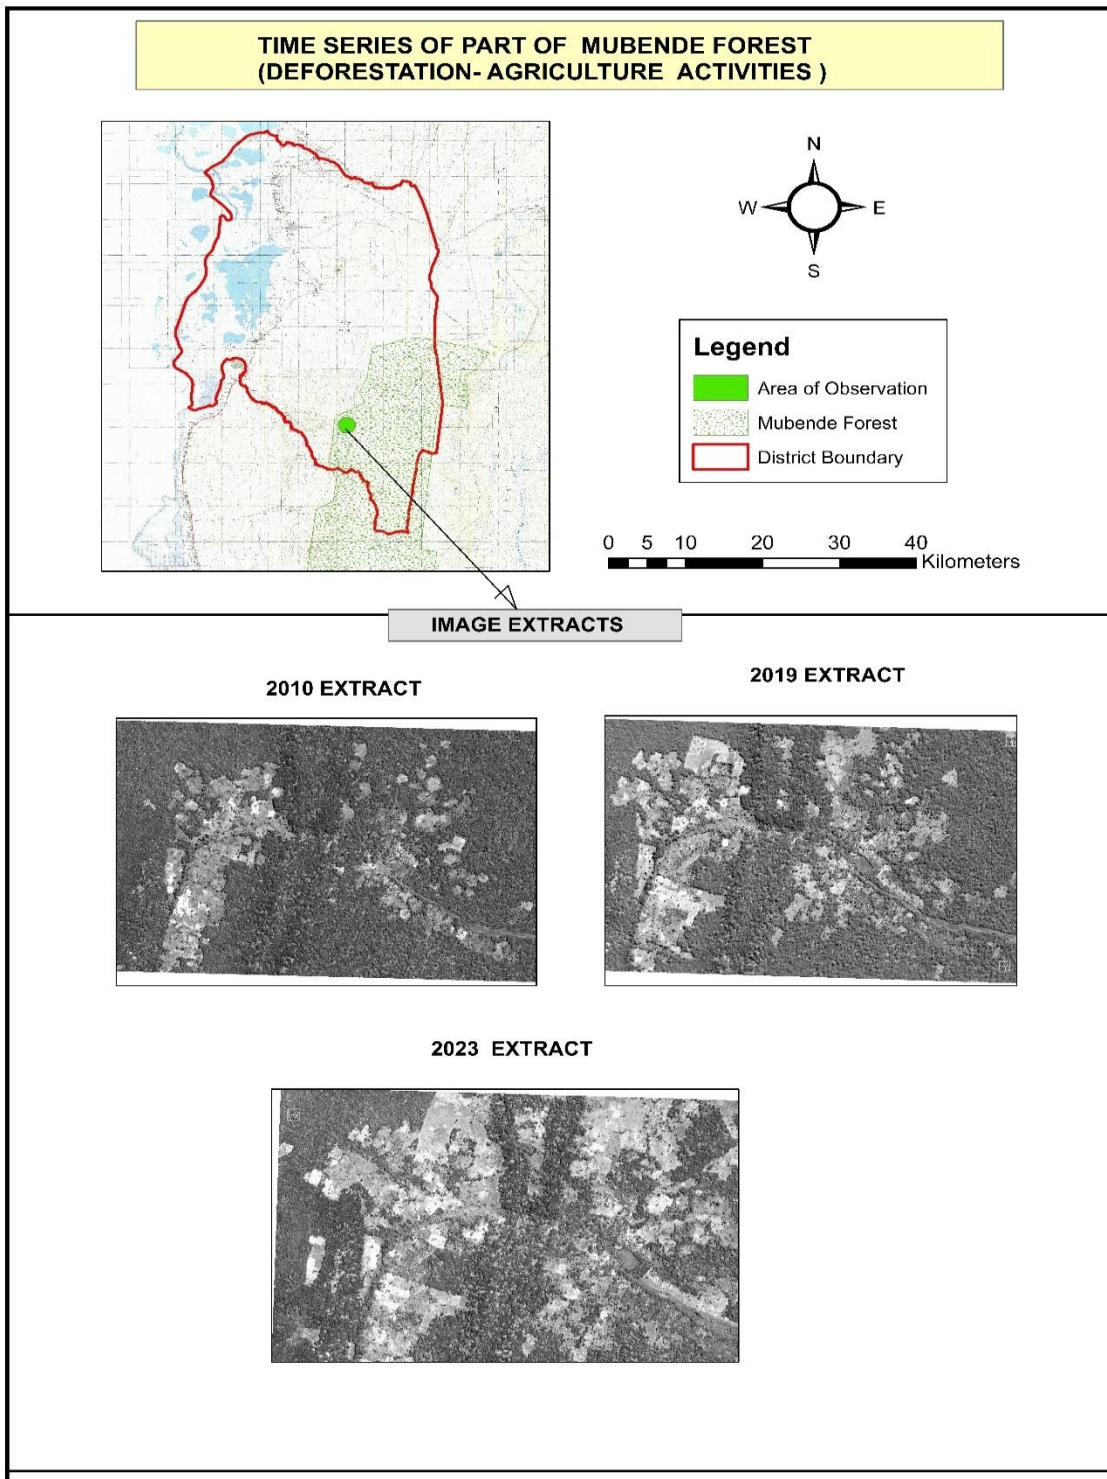 TIME SERIES OF PART OF MUBENDE FOREST
(DEFORESTATION- AGRICULTURE ACTIVITIES )
N
W E
S
Legend
Area of Observation
Mubende Forest
District Boundary
0 5 10 20 30 40
Kilometers
IMAGE EXTRACTS
2010 EXTRACT
2019 EXTRACT
2023 EXTRACT